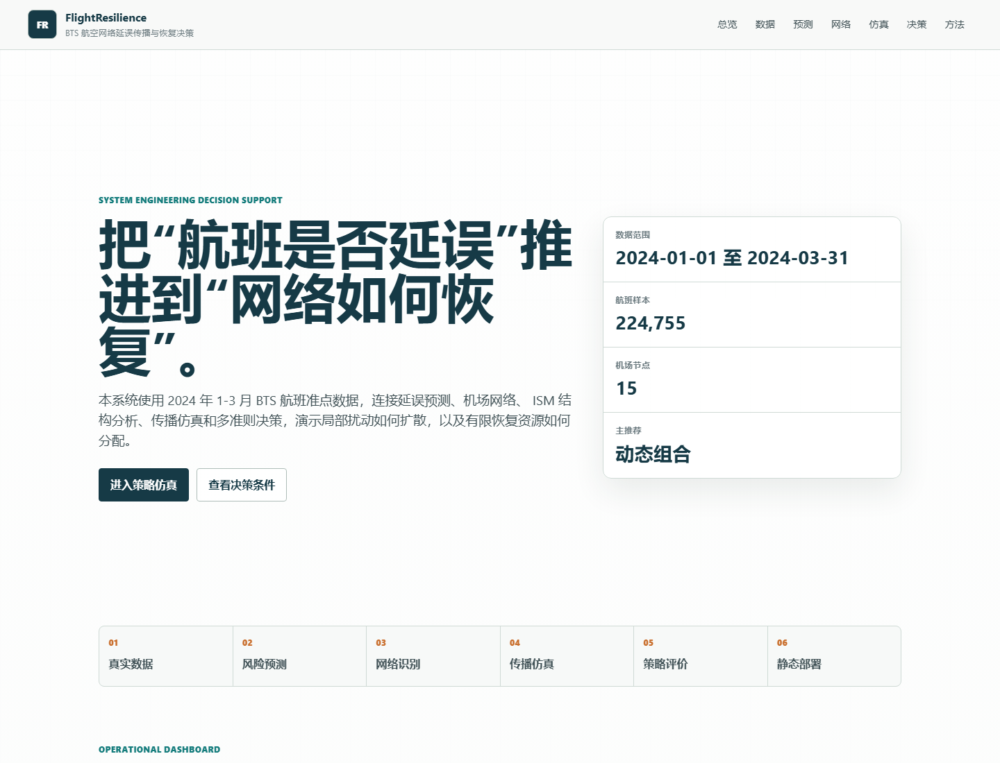 FR
FlightResilience
BTS 航空网络延误传播与恢复决策
总览 数据 预测 网络 仿真 决策 方法
SYSTEM ENGINEERING DECISION SUPPORT
把“航班是否延误”推
进到“网络如何恢
复”。
本系统使用 2024 年 1-3 月 BTS 航班准点数据，连接延误预测、机场网络、 ISM 结
构分析、传播仿真和多准则决策，演示局部扰动如何扩散，以及有限恢复资源如何
分配。
进入策略仿真 查看决策条件
数据范围
2024-01-01 至 2024-03-31
航班样本
224,755
机场节点
15
主推荐
动态组合
01
真实数据
02
风险预测
03
网络识别
04
传播仿真
05
策略评价
06
静态部署
OPERATIONAL DASHBOARD